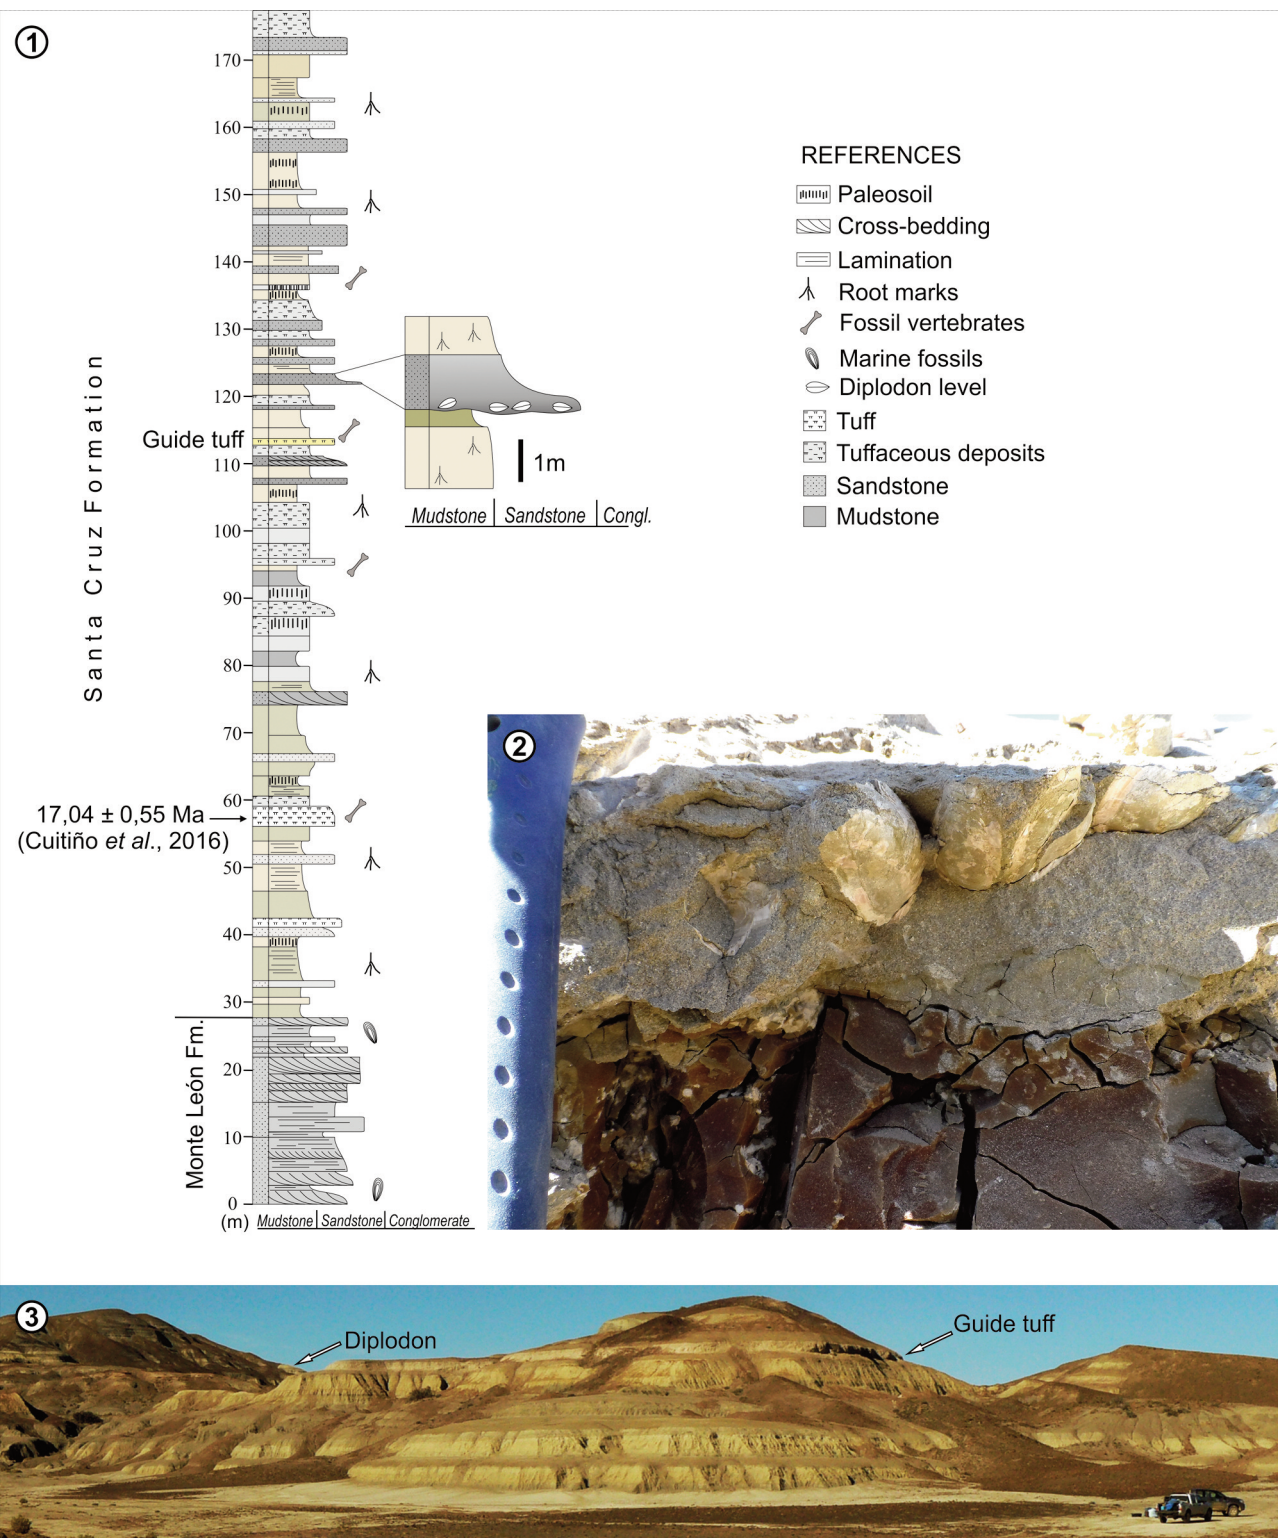 1
170
160
150
140
130
120
Guide tuff
110
100
90
80
70
60
17,04 ± 0,55 Ma
(Cuitiño et al., 2016)
50
40
30
20
10
0
(m)
Mudstone Sandstone Conglomerate
Santa Cruz Formation
Monte León Fm.
1m
Mudstone Sandstone Congl.
REFERENCES
Paleosoil
Cross-bedding
Lamination
Root marks
Fossil vertebrates
Marine fossils
Diplodon level
Tuff
Tuffaceous deposits
Sandstone
Mudstone
2
3
Diplodon
Guide tuff